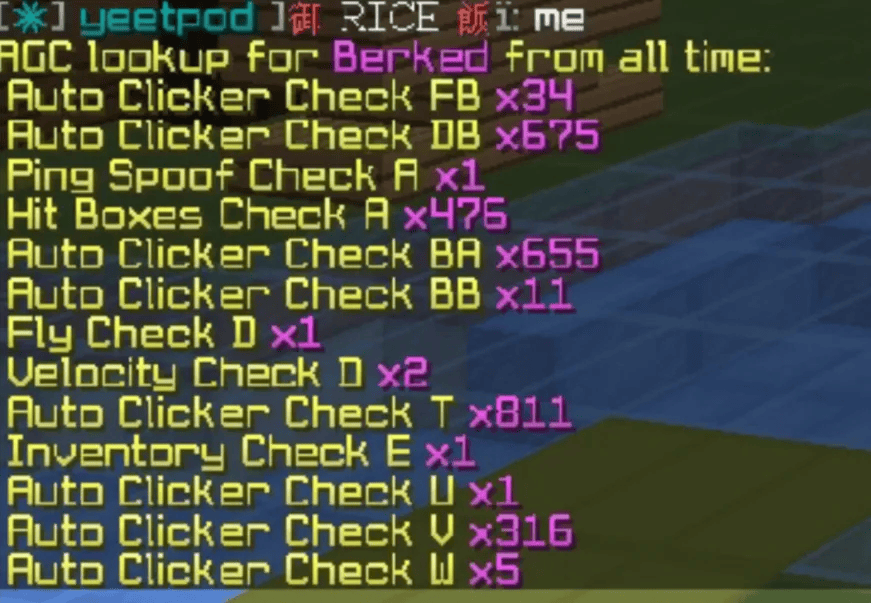 [✳] yeetpod ]御 RICE 飯ï: me
AGC lookup for Berked from all time:
Auto Clicker Check FB x34
Auto Clicker Check DB x675
Ping Spoof Check A x1
Hit Boxes Check A x476
Auto Clicker Check BA x655
Auto Clicker Check BB x11
Fly Check D x1
Velocity Check D x2
Auto Clicker Check T x811
Inventory Check E x1
Auto Clicker Check U x1
Auto Clicker Check V x316
Auto Clicker Check W x5